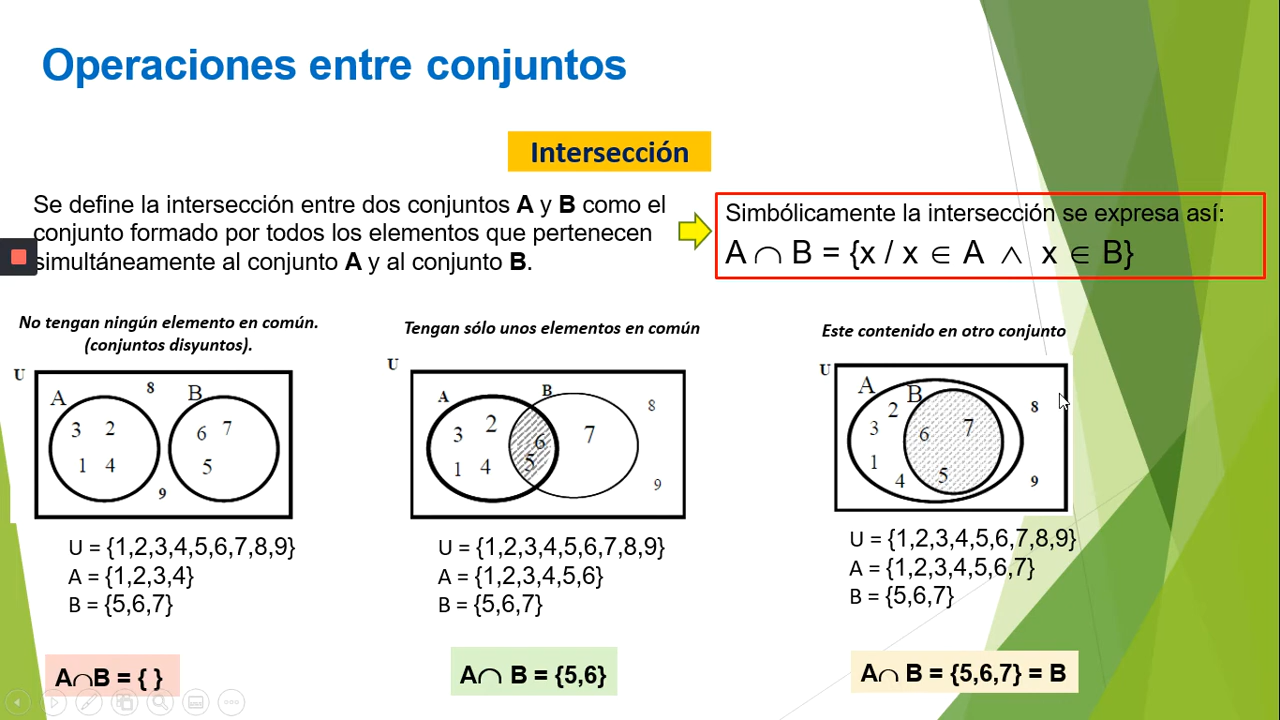 Operaciones entre conjuntos
Intersección
Se define la intersección entre dos conjuntos A y B como el
conjunto formado por todos los elementos que pertenecen
simultáneamente al conjunto A y al conjunto B.
Simbólicamente la intersección se expresa así:
A ∩ B = {x / x ∈ A ∧ x ∈ B}
No tengan ningún elemento en común.
(conjuntos disyuntos).
U
A
8
B
3 2
6 7
1 4
5
9
U = {1,2,3,4,5,6,7,8,9}
A = {1,2,3,4}
B = {5,6,7}
A∩B = { }
Tengan sólo unos elementos en común
U
A
B
8
3 2
6
7
1 4
5
9
U = {1,2,3,4,5,6,7,8,9}
A = {1,2,3,4,5,6}
B = {5,6,7}
A∩ B = {5,6}
Este contenido en otro conjunto
U
A
B
2
8
3
6 7
1
4
5
9
U = {1,2,3,4,5,6,7,8,9}
A = {1,2,3,4,5,6,7}
B = {5,6,7}
A∩ B = {5,6,7} = B